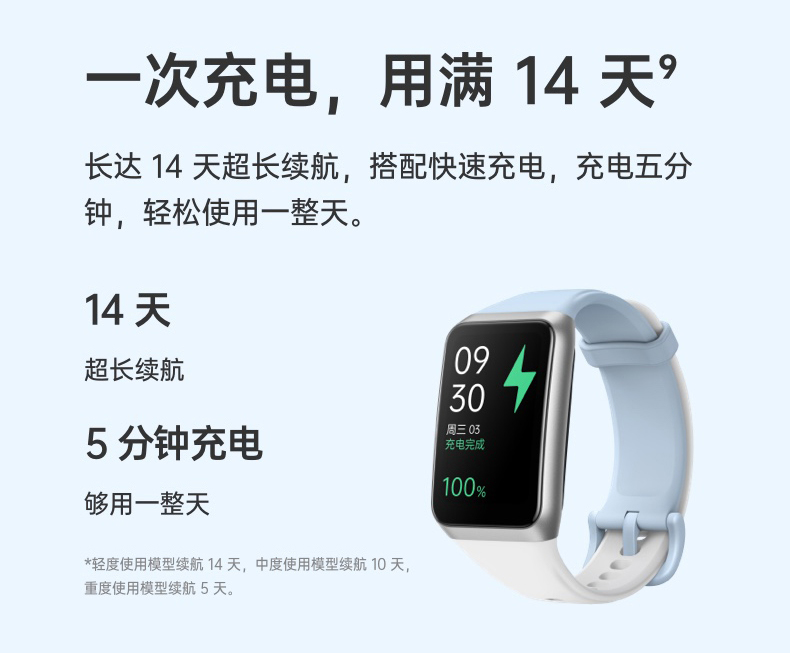 一次充电，用满 14 天⁹
长达 14 天超长续航，搭配快速充电，充电五分
钟，轻松使用一整天。
14 天
超长续航
5 分钟充电
够用一整天
*轻度使用模型续航 14 天，中度使用模型续航 10 天，
重度使用模型续航 5 天。
09
30
周三 03
充电完成
100%